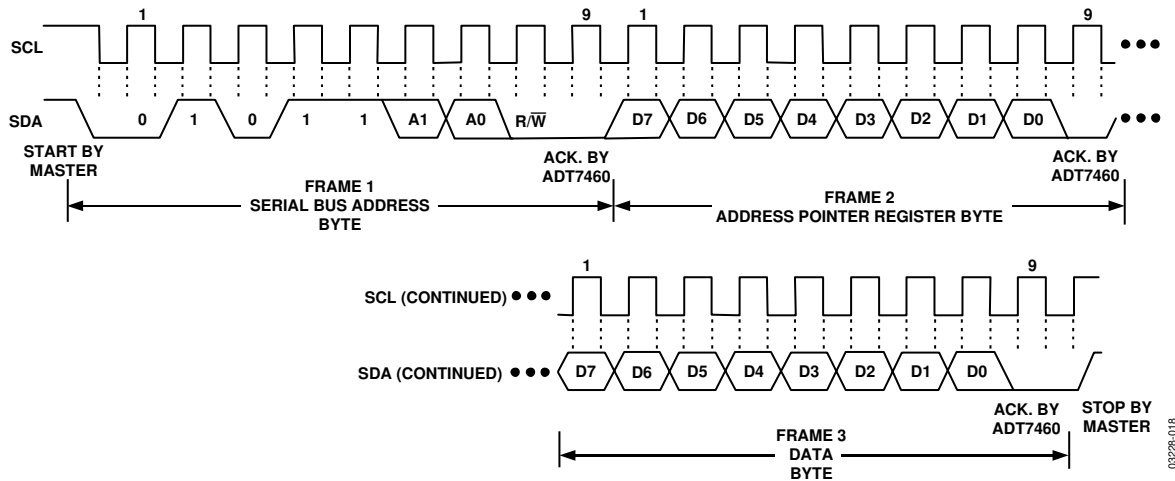 1 9 1 9
SCL
SDA 0 1 0 1 1 A1 A0 R/W̅ D7 D6 D5 D4 D3 D2 D1 D0
START BY
MASTER
ACK. BY
ADT7460
ACK. BY
ADT7460
FRAME 1
SERIAL BUS ADDRESS
BYTE
FRAME 2
ADDRESS POINTER REGISTER BYTE
1 9
SCL (CONTINUED)
SDA (CONTINUED) D7 D6 D5 D4 D3 D2 D1 D0
ACK. BY
ADT7460
STOP BY
MASTER
FRAME 3
DATA
BYTE
03228-018